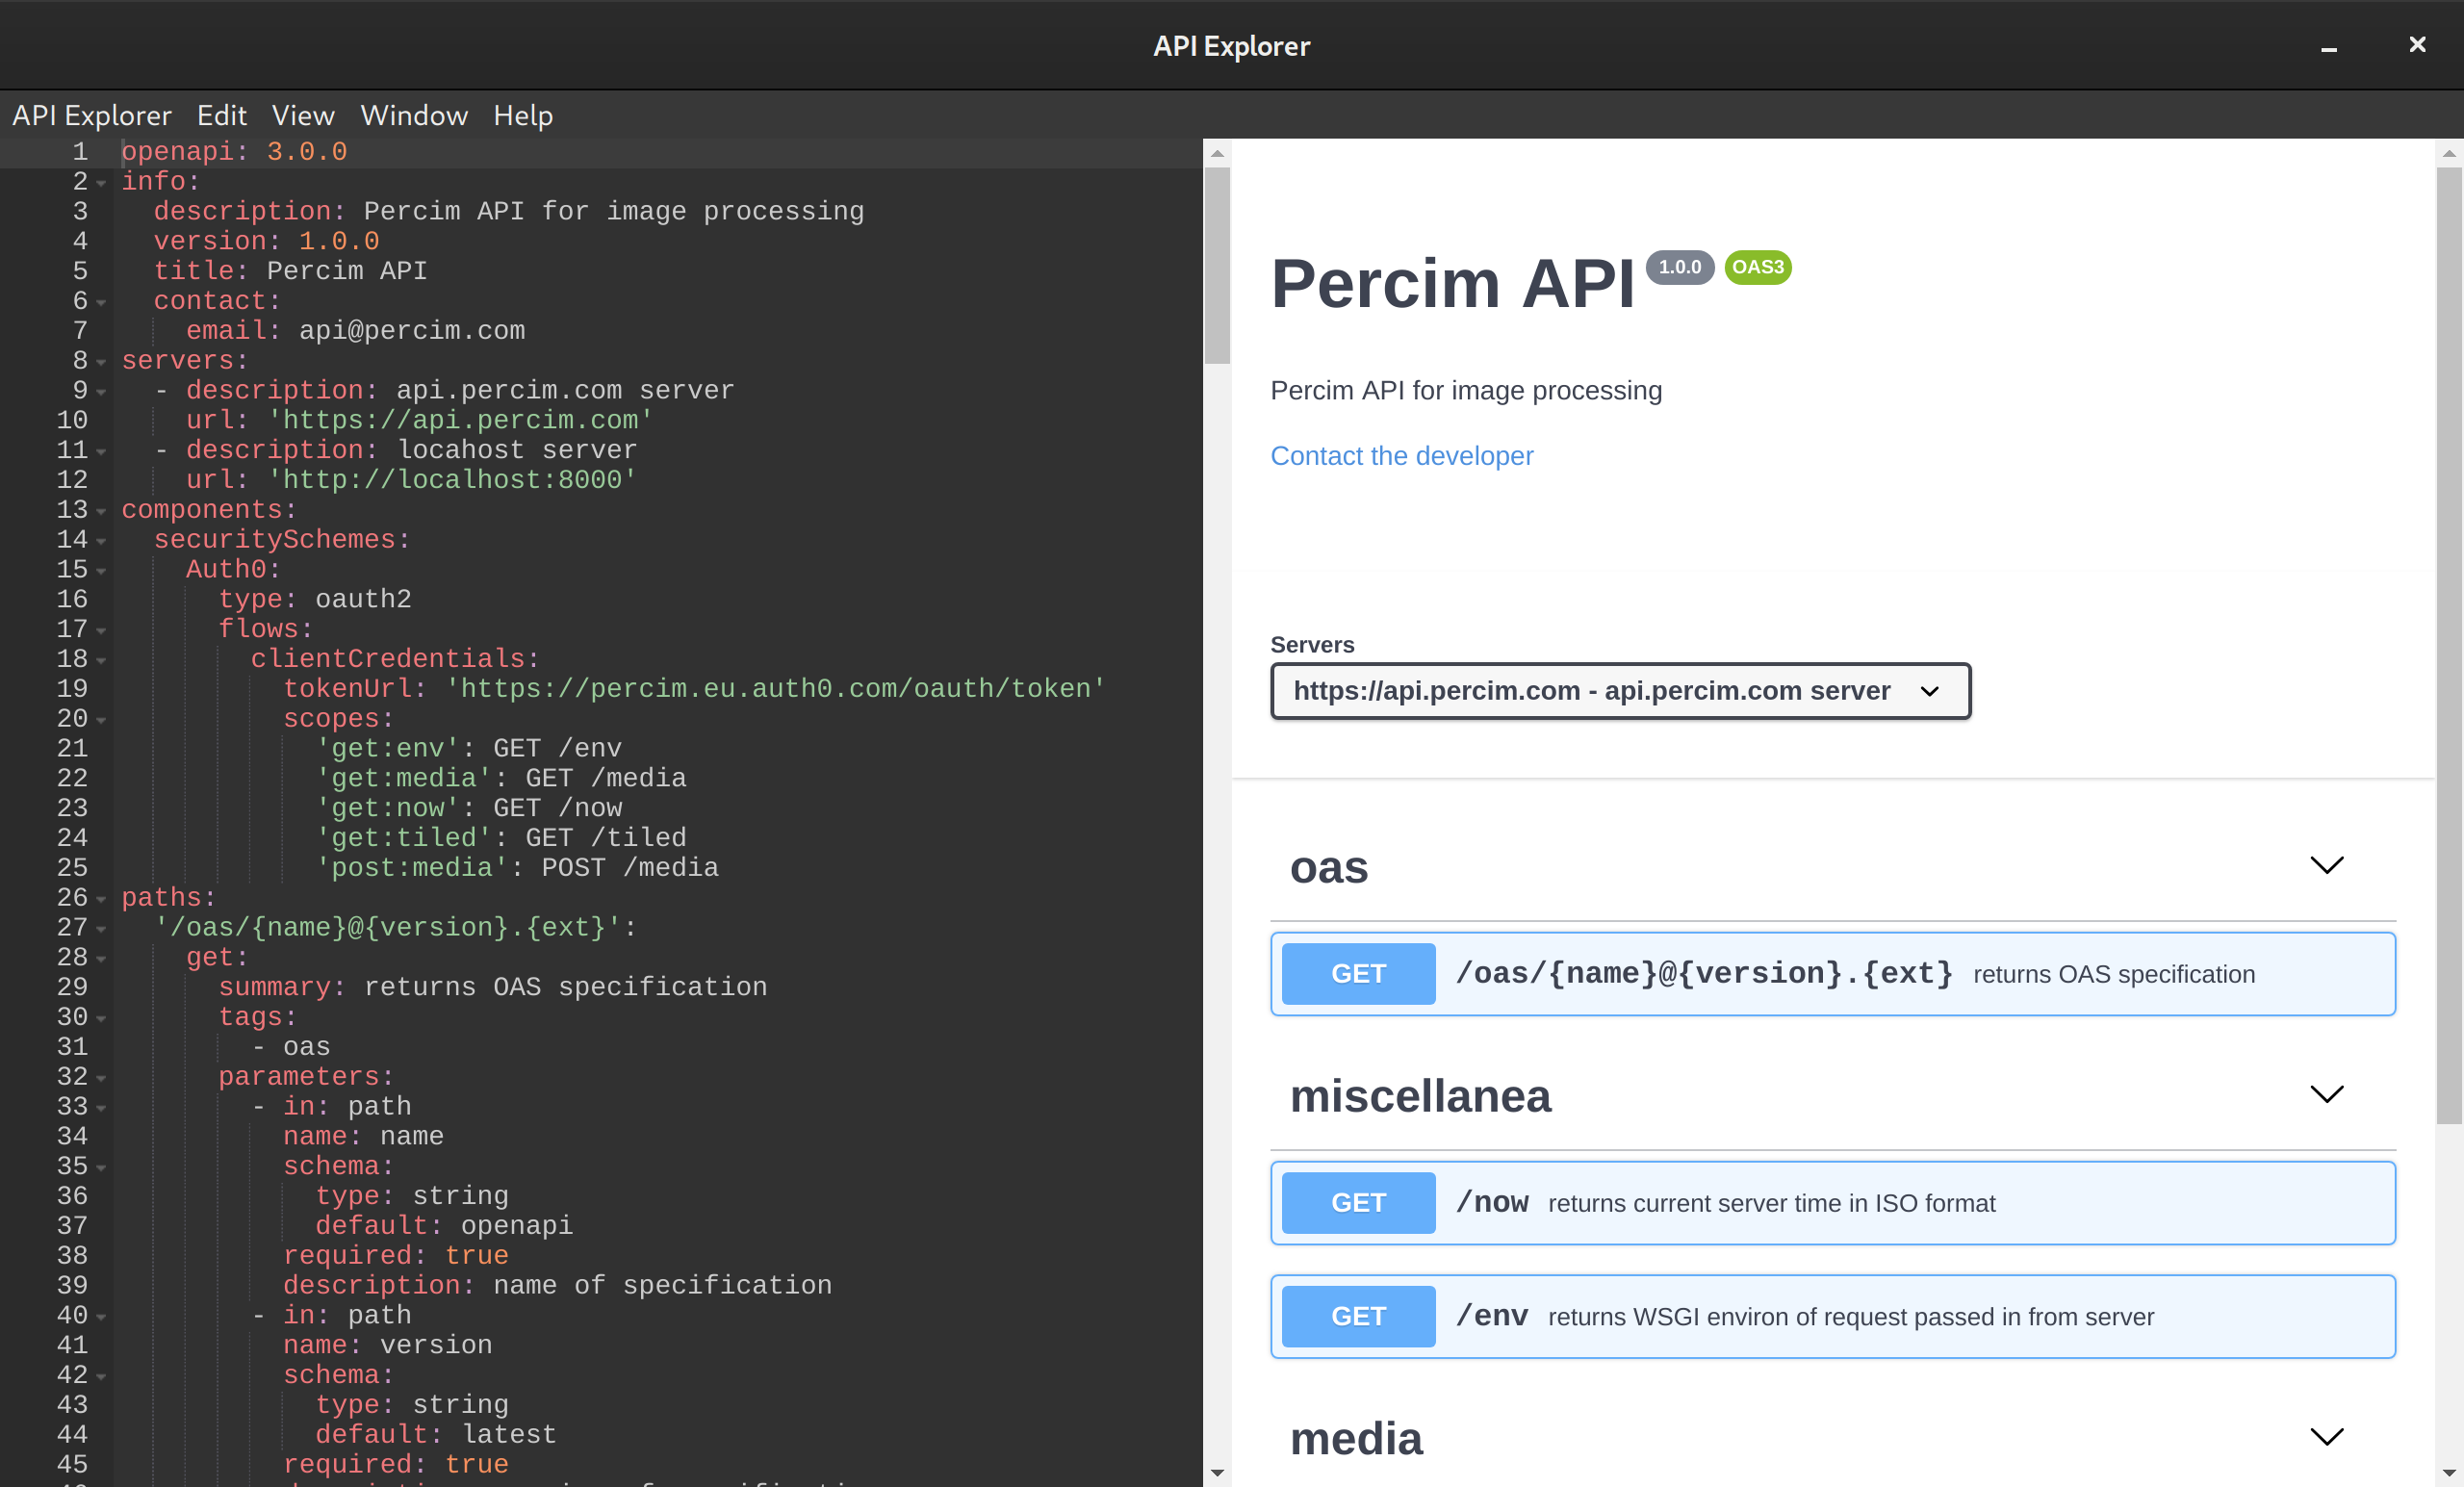 API Explorer
API Explorer Edit View Window Help
1 openapi: 3.0.0
2 info:
3 description: Percim API for image processing
4 version: 1.0.0
5 title: Percim API
6 contact:
7 email: api@percim.com
8 servers:
9 - description: api.percim.com server
10 url: 'https://api.percim.com'
11 - description: locahost server
12 url: 'http://localhost:8000'
13 components:
14 securitySchemes:
15 Auth0:
16 type: oauth2
17 flows:
18 clientCredentials:
19 tokenUrl: 'https://percim.eu.auth0.com/oauth/token'
20 scopes:
21 'get:env': GET /env
22 'get:media': GET /media
23 'get:now': GET /now
24 'get:tiled': GET /tiled
25 'post:media': POST /media
26 paths:
27 '/oas/{name}@{version}.{ext}':
28 get:
29 summary: returns OAS specification
30 tags:
31 - oas
32 parameters:
33 - in: path
34 name: name
35 schema:
36 type: string
37 default: openapi
38 required: true
39 description: name of specification
40 - in: path
41 name: version
42 schema:
43 type: string
44 default: latest
45 required: true
Percim API 1.0.0 OAS3
Percim API for image processing
Contact the developer
Servers
https://api.percim.com - api.percim.com server
oas
GET /oas/{name}@{version}.{ext} returns OAS specification
miscellanea
GET /now returns current server time in ISO format
GET /env returns WSGI environ of request passed in from server
media